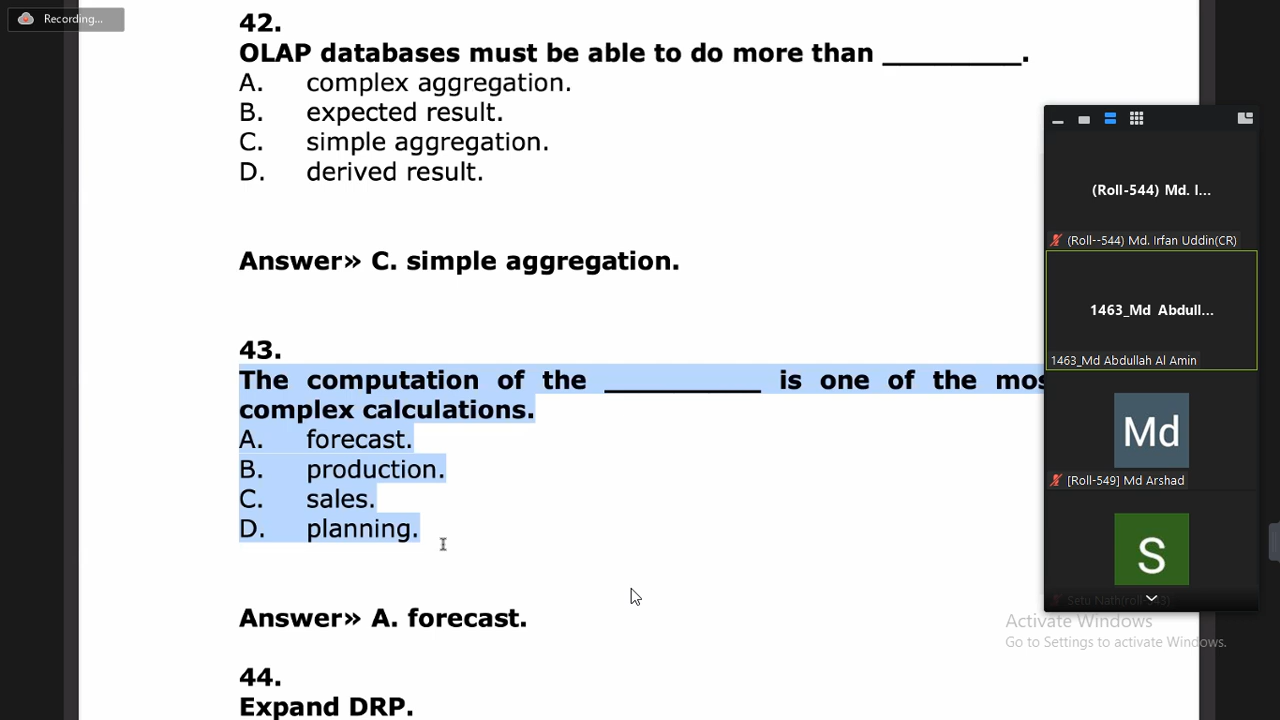 Recording...
42.
OLAP databases must be able to do more than __________.
A. complex aggregation.
B. expected result.
C. simple aggregation.
D. derived result.
Answer» C. simple aggregation.
43.
The computation of the ___________ is one of the mos
complex calculations.
A. forecast.
B. production.
C. sales.
D. planning.
Answer» A. forecast.
44.
Expand DRP.
(Roll-544) Md. I...
(Roll--544) Md. Irfan Uddin(CR)
1463_Md Abdull...
1463_Md Abdullah Al Amin
Md
[Roll-549] Md Arshad
S
Activate Windows
Go to Settings to activate Windows.